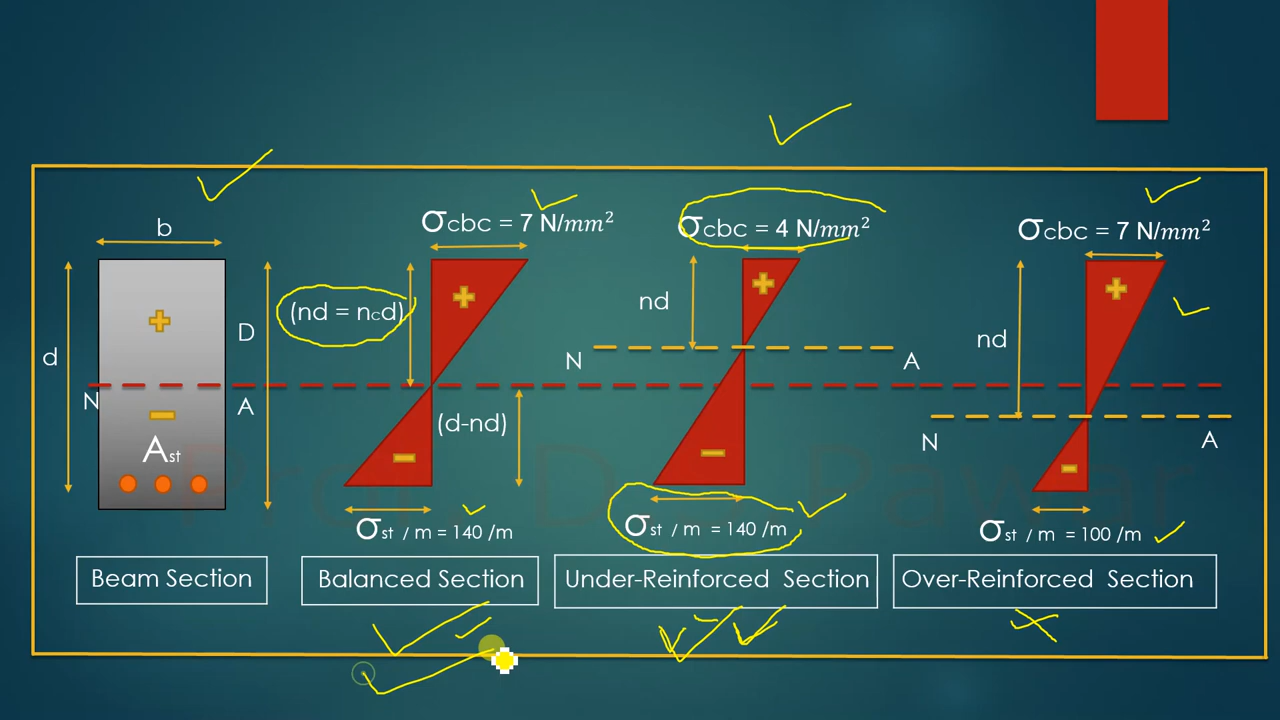 b
d
D
N
A
A st
Beam Section
σcbc = 7 N/mm²
(nd = ncd)
(d-nd)
σst / m = 140 /m
Balanced Section
σcbc = 4 N/mm²
nd
N
A
σst / m = 140 /m
Under-Reinforced Section
σcbc = 7 N/mm²
nd
N
A
σst / m = 100 /m
Over-Reinforced Section